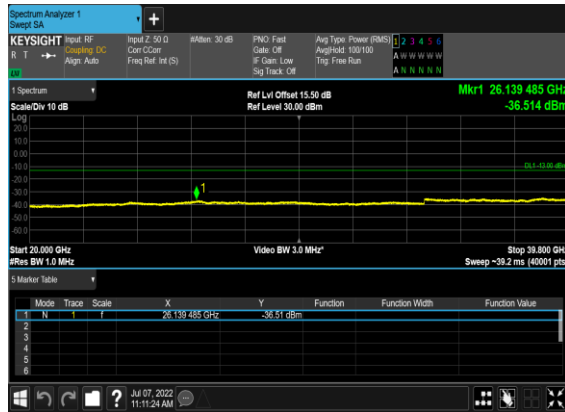 Spectrum Analyzer 1
Swept SA
+
KEYSIGHT Input: RF Input Z: 50 Ω #Atten: 30 dB PNO: Fast Avg Type: Power (RMS) 1 2 3 4 5 6
R T Coupling: DC Corr CCorr Gate: Off Avg|Hold: 100/100 A W W W W W
Align: Auto Freq Ref: Int (S) IF Gain: Low Trig: Free Run
Sig Track: Off A N N N N N
1 Spectrum Ref Lvl Offset 15.50 dB Mkr1 26.139 485 GHz
Scale/Div 10 dB Ref Level 30.00 dBm -36.514 dBm
Log
20.0
10.0
0.00
-10.0 DL1 -13.00 dBm
-20.0
-30.0 1
-40.0
-50.0
-60.0
Start 20.000 GHz Video BW 3.0 MHz* Stop 39.800 GHz
#Res BW 1.0 MHz Sweep ~39.2 ms (40001 pts)
5 Marker Table
Mode Trace Scale X Y Function Function Width Function Value
1 N 1 f 26.139 485 GHz -36.51 dBm
2
3
4
5
6
? Jul 07, 2022
11:11:24 AM